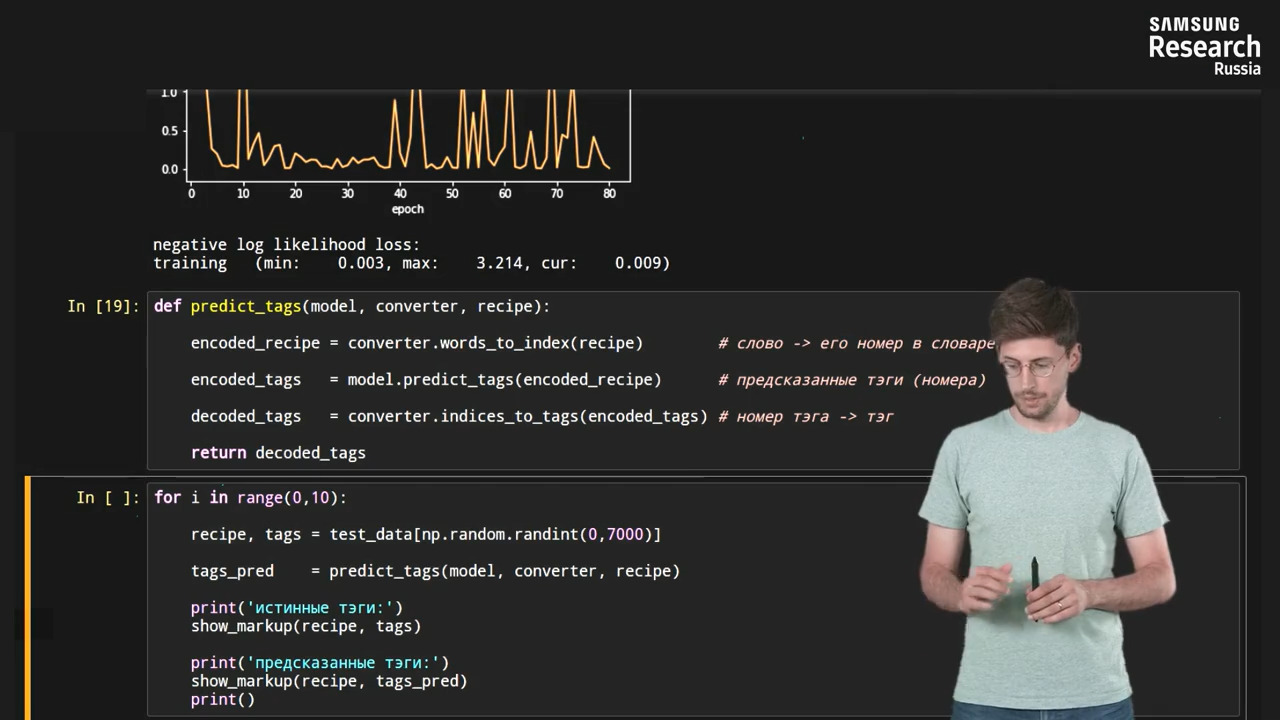 SAMSUNG
Research
Russia
1.0
0.5
0.0
0 10 20 30 40 50 60 70 80
epoch
negative log likelihood loss:
training (min: 0.003, max: 3.214, cur: 0.009)
In [19]: def predict_tags(model, converter, recipe):
encoded_recipe = converter.words_to_index(recipe) # слово -> его номер в словаре
encoded_tags = model.predict_tags(encoded_recipe) # предсказанные тэги (номера)
decoded_tags = converter.indices_to_tags(encoded_tags) # номер тэга -> тэг
return decoded_tags
In [ ]: for i in range(0,10):
recipe, tags = test_data[np.random.randint(0,7000)]
tags_pred = predict_tags(model, converter, recipe)
print('истинные тэги:')
show_markup(recipe, tags)
print('предсказанные тэги:')
show_markup(recipe, tags_pred)
print()